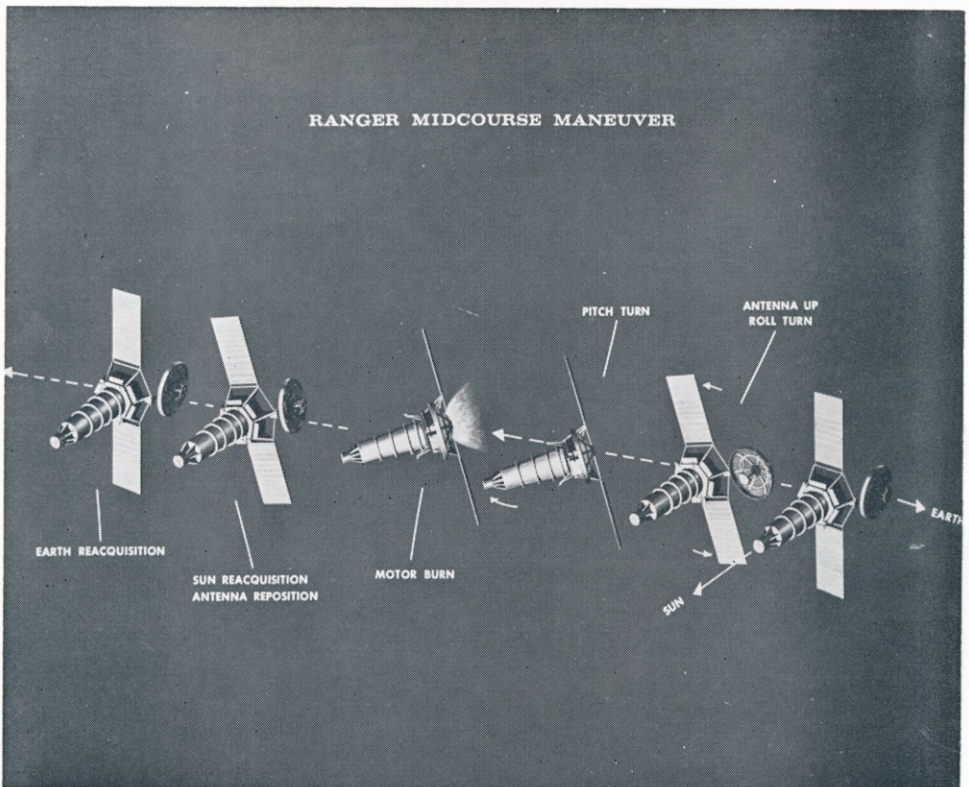 RANGER MIDCOURSE MANEUVER
PITCH TURN
ANTENNA UP
ROLL TURN
EARTH
EARTH REACQUISITION
SUN REACQUISITION
ANTENNA REPOSITION
MOTOR BURN
SUN